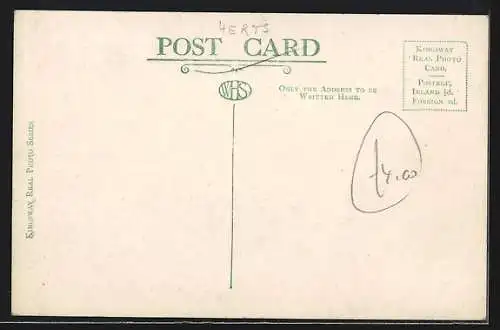 HERTS
POST CARD
WHS
ONLY THE ADDRESS TO BE
WRITTEN HERE.
KINGSWAY
REAL PHOTO
CARD.
POSTAGE,
INLAND ½d.
FOREIGN 1d.
£4.00
KINGSWAY REAL PHOTO SERIES